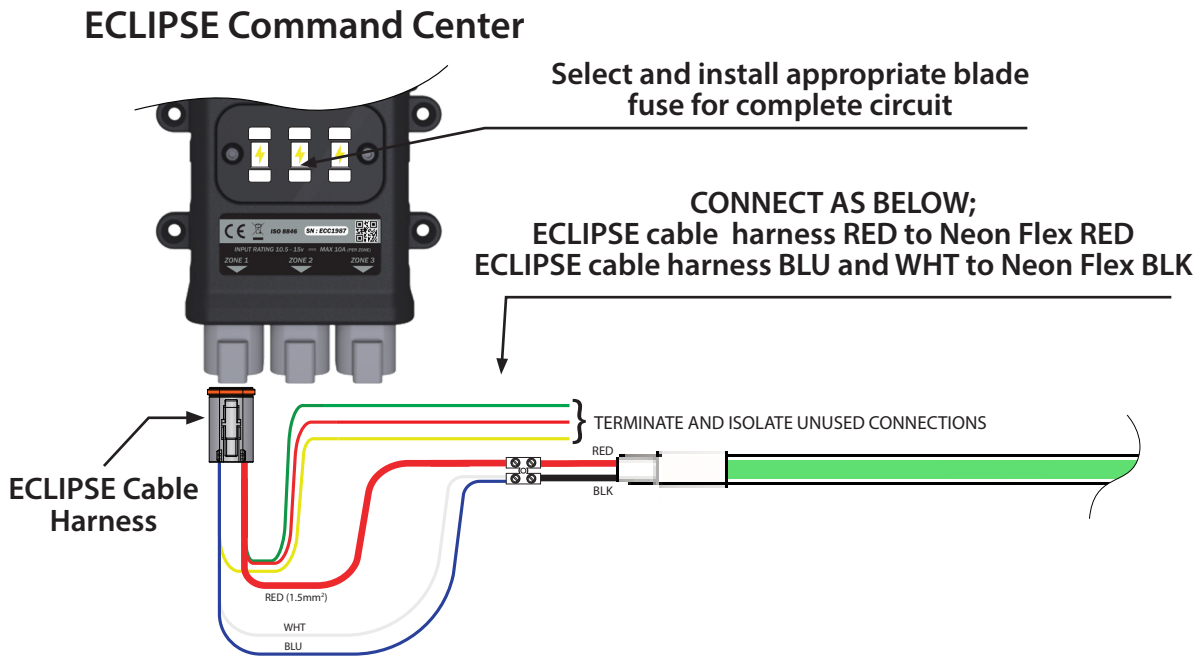 ECLIPSE Command Center
Select and install appropriate blade
fuse for complete circuit
CONNECT AS BELOW;
ECLIPSE cable harness RED to Neon Flex RED
ECLIPSE cable harness BLU and WHT to Neon Flex BLK
CE ISO 8846 SN : ECC1987
INPUT RATING 10.5 - 15v MAX 10A (PER ZONE)
ZONE 1 ZONE 2 ZONE 3
TERMINATE AND ISOLATE UNUSED CONNECTIONS
RED
BLK
ECLIPSE Cable
Harness
RED (1.5mm²)
WHT
BLU